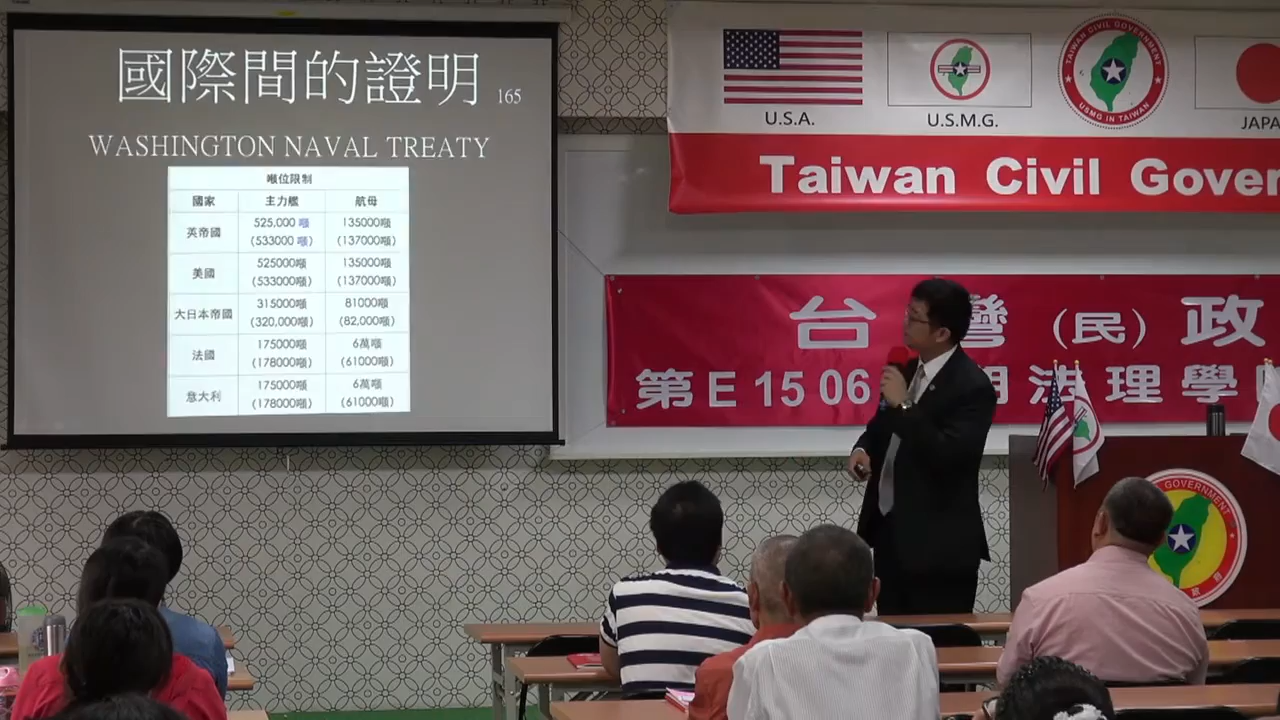 國際間的證明 165
WASHINGTON NAVAL TREATY
噸位限制
國家 主力艦 航母
英帝國 525,000 噸 (533000 噸) 135000噸 (137000噸)
美國 525000噸 (533000噸) 135000噸 (137000噸)
大日本帝國 315000噸 (320,000噸) 81000噸 (82,000噸)
法國 175000噸 (178000噸) 6萬噸 (61000噸)
意大利 175000噸 (178000噸) 6萬噸 (61000噸)
U.S.A.
U.S.M.G.
TAIWAN CIVIL GOVERNMENT
USMG IN TAIWAN
JAPA
Taiwan Civil Gover
台灣(民)政
第E1506期法理學
GOVERNMENT